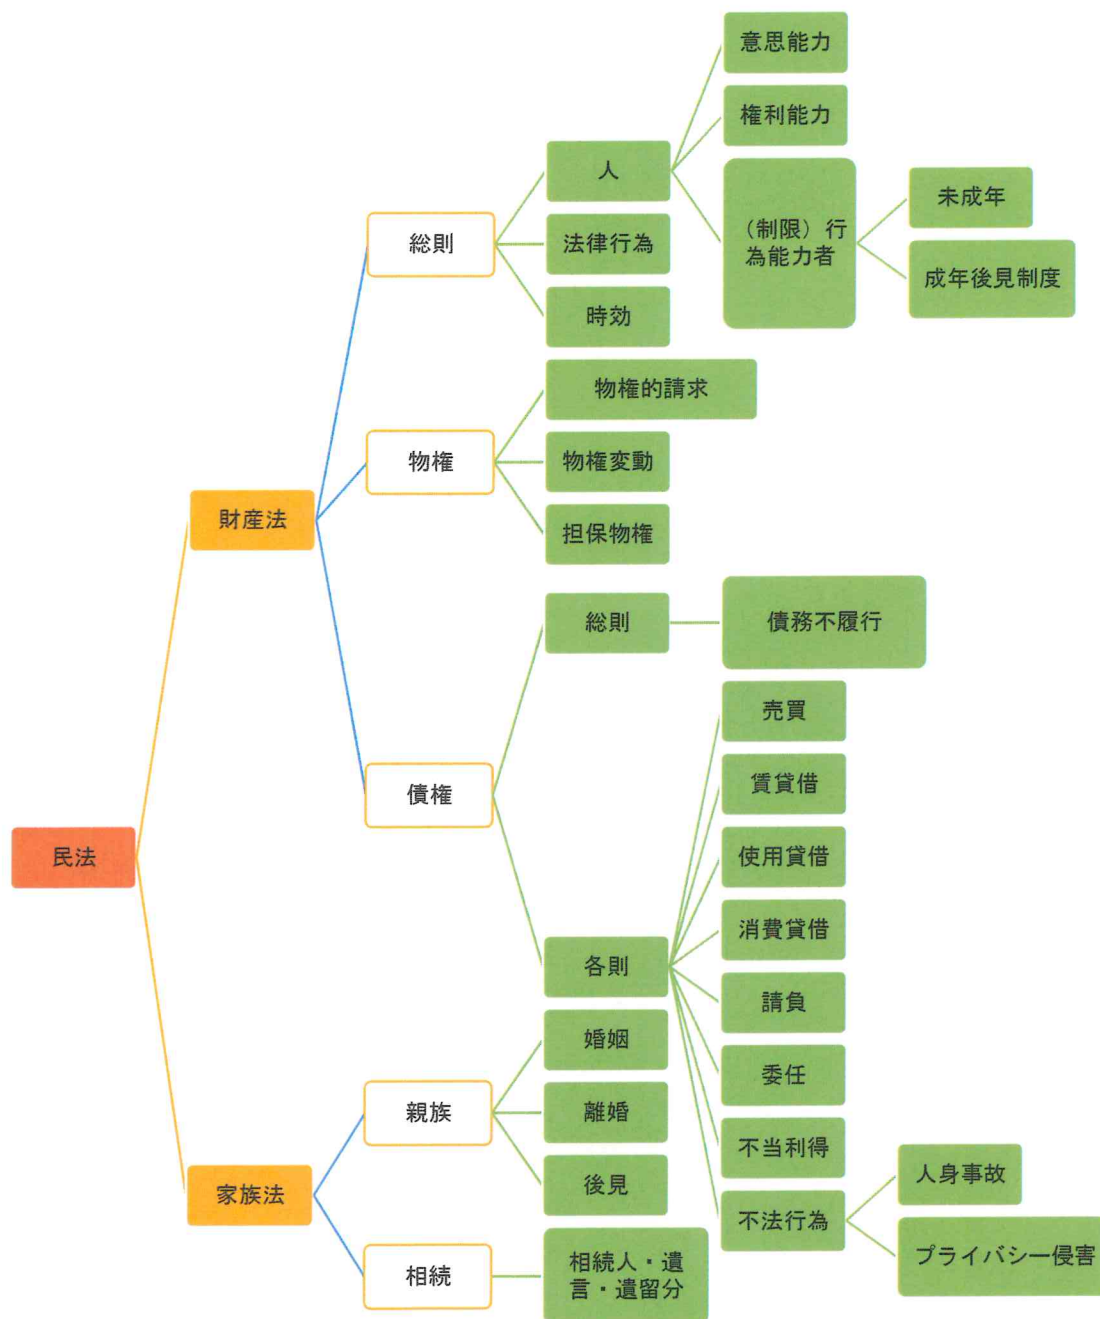 民法
財産法
総則
人
意思能力
権利能力
（制限）行
為能力者
未成年
成年後見制度
法律行為
時効
物権
物権的請求
物権変動
担保物権
債権
総則
債務不履行
各則
売買
賃貸借
使用貸借
消費貸借
請負
委任
不当利得
不法行為
人身事故
プライバシー侵害
家族法
親族
婚姻
離婚
後見
相続
相続人・遺
言・遺留分